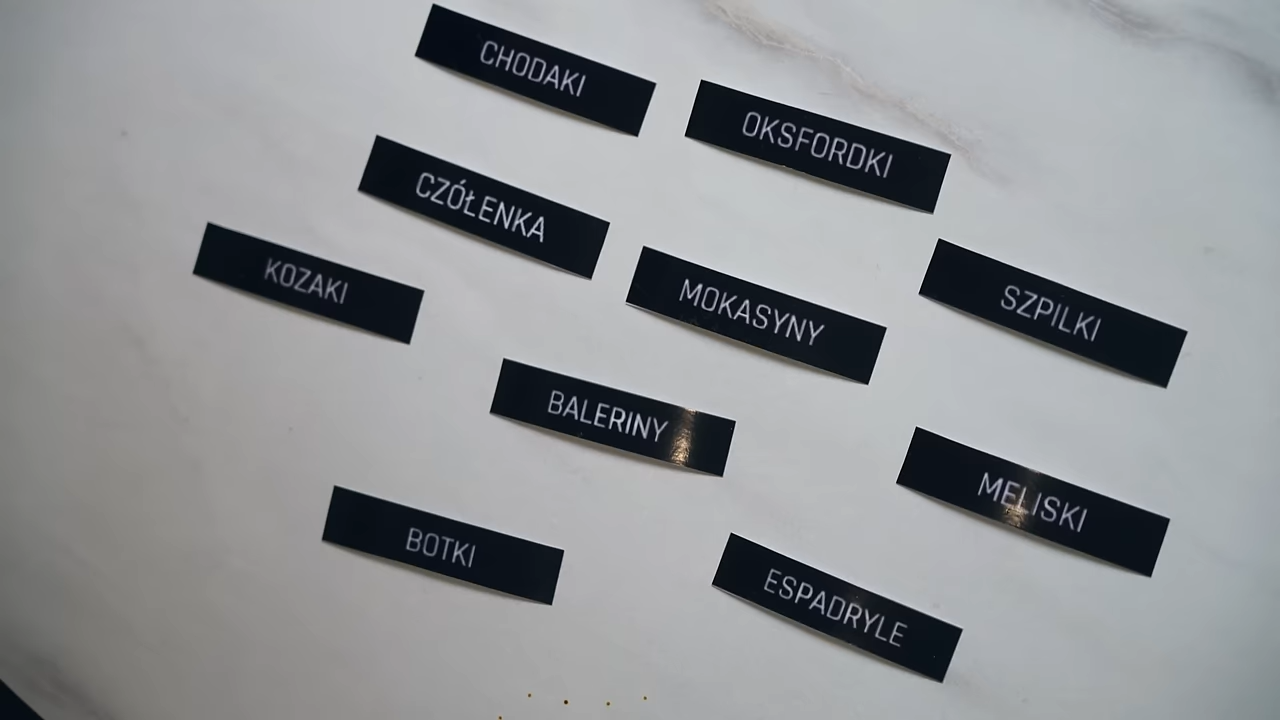 CHODAKI
OKSFORDKI
CZÓŁENKA
KOZAKI
MOKASYNY
SZPILKI
BALERINY
MELISKI
BOTKI
ESPADRYLE